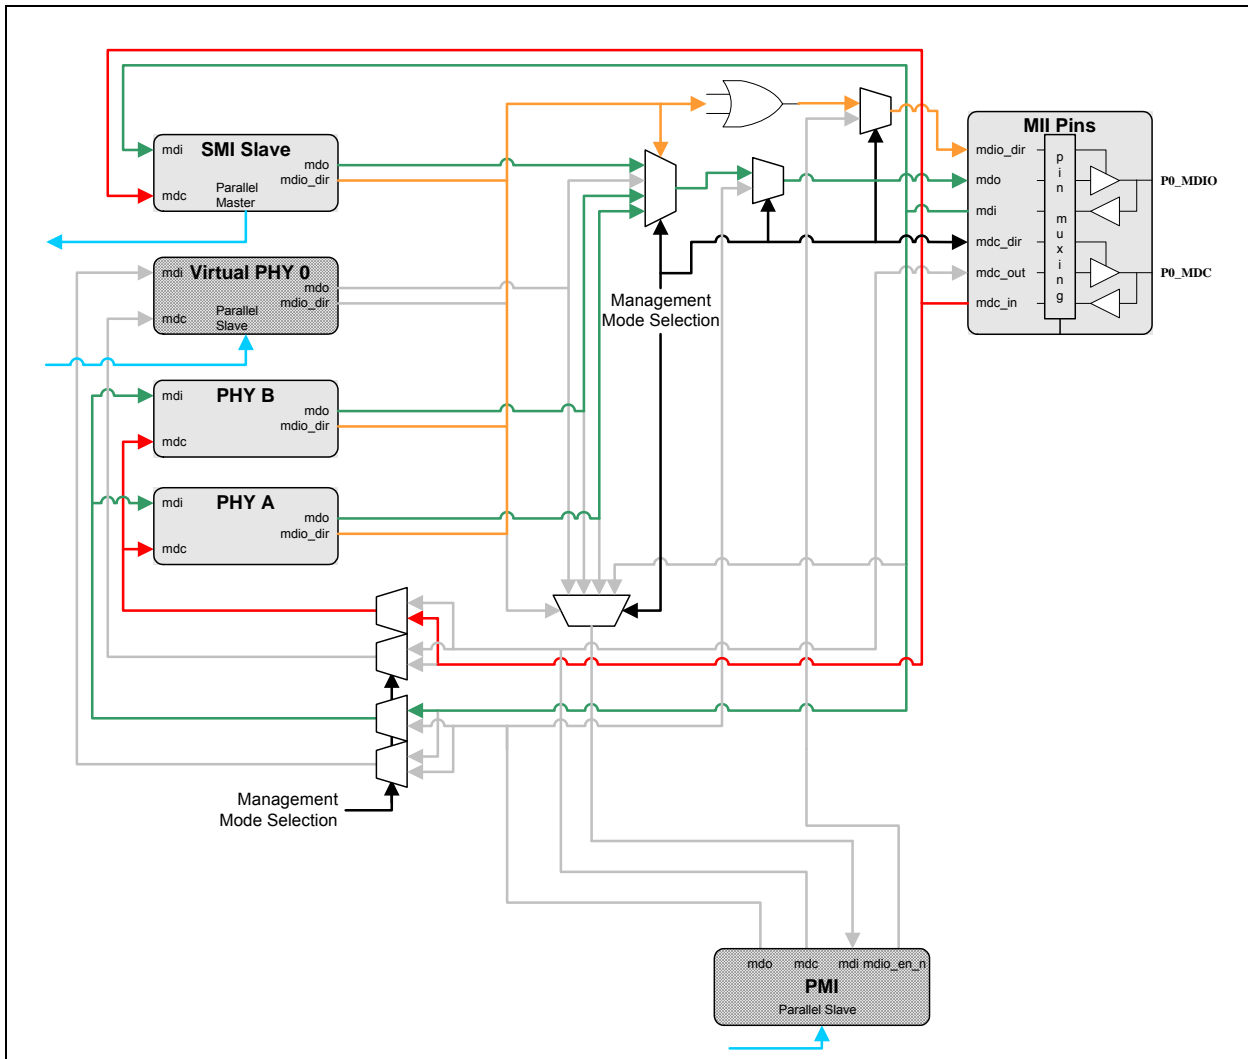 SMI Slave
mdi
mdo
mdio_dir
mdc
Parallel
Master
Virtual PHY 0
mdi
mdo
mdio_dir
mdc
Parallel
Slave
PHY B
mdi
mdo
mdio_dir
mdc
PHY A
mdi
mdo
mdio_dir
mdc
Management
Mode Selection
MII Pins
mdio_dir
mdo
mdi
mdc_dir
mdc_out
mdc_in
pin muxing
P0_MDIO
P0_MDC
Management
Mode Selection
mdo mdc mdi mdio_en_n
PMI
Parallel Slave